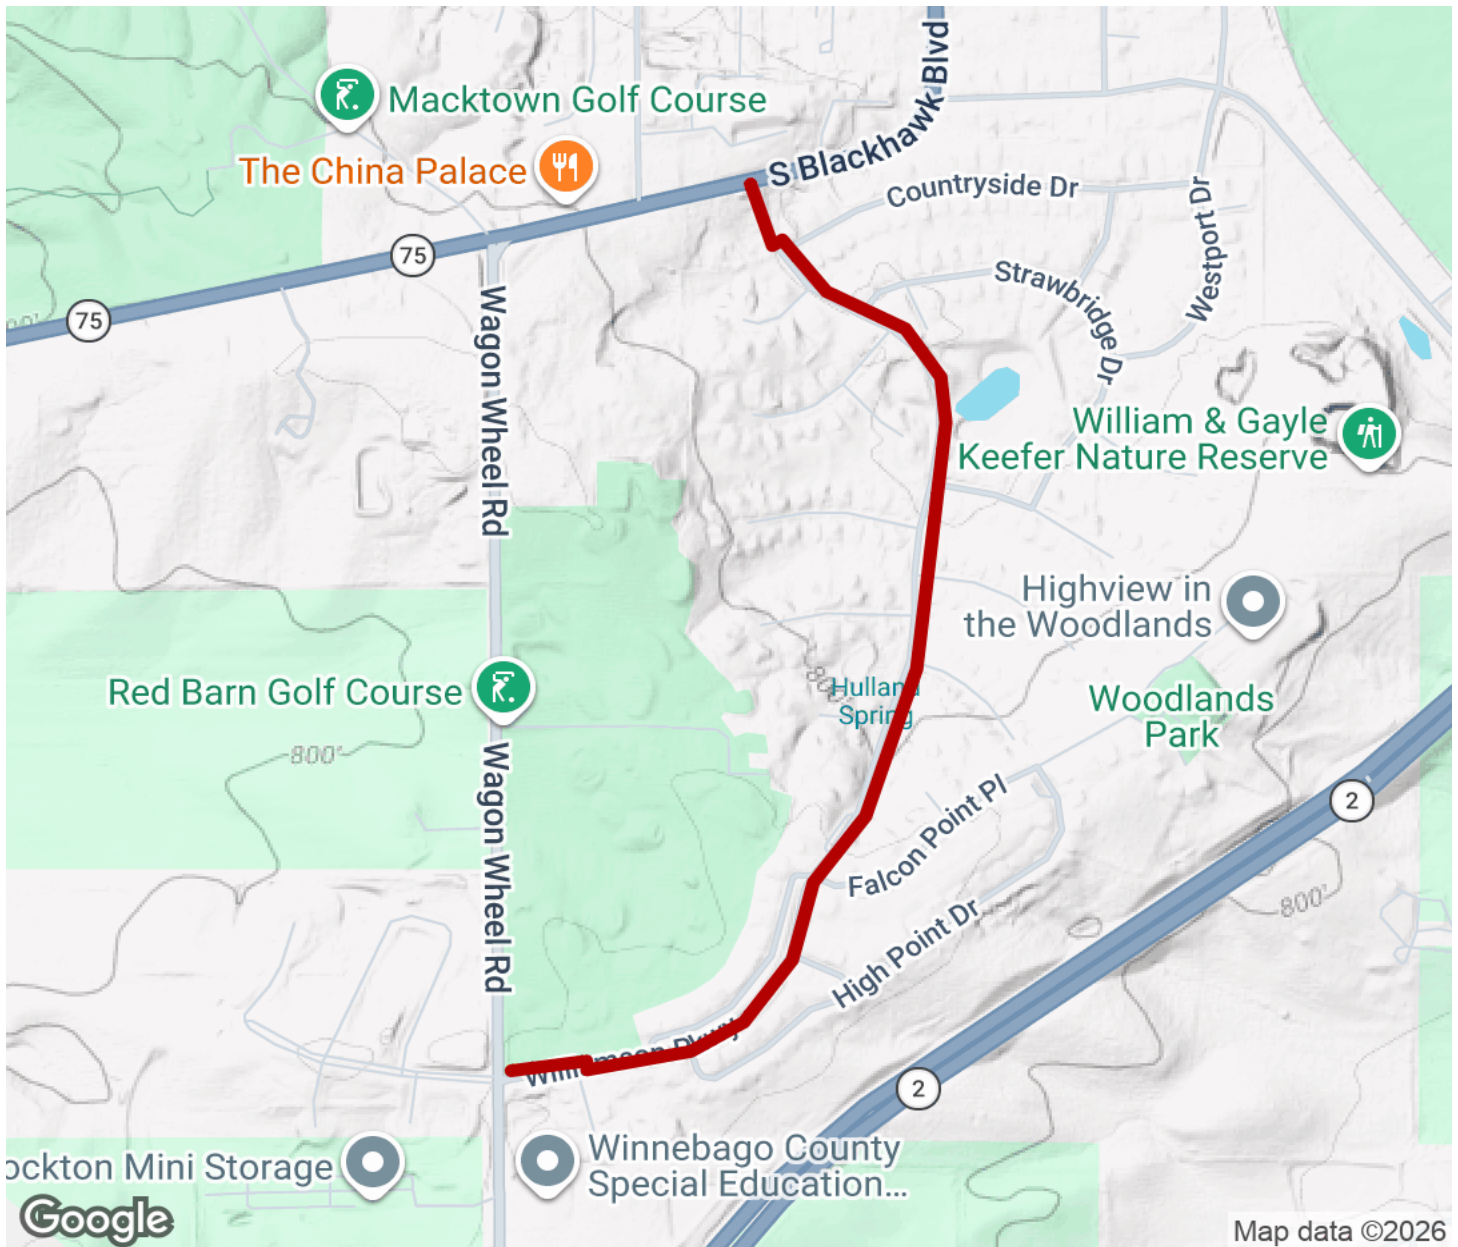 S Blackhawk Blvd
Macktown Golf Course
The China Palace
Countryside Dr
Westport Dr
75
75
Strawbridge Dr
Wagon Wheel Rd
William & Gayle
Keefer Nature Reserve
Highview in
the Woodlands
Red Barn Golf Course
Hulland
Spring
Woodlands
Park
800'
Wagon Wheel Rd
2
Falcon Point Pl
800'
High Point Dr
Pkwy
2
ockton Mini Storage
Winnebago County
Special Education...
Google
Map data ©2026